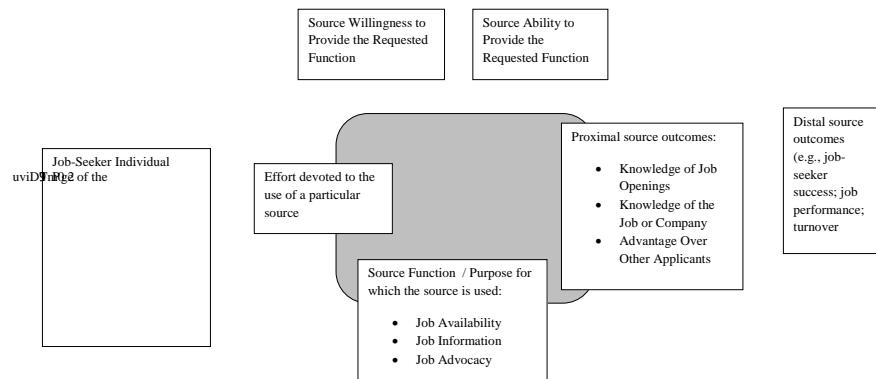 Source Willingness to
Provide the Requested
Function
Source Ability to
Provide the
Requested Function
Job-Seeker Individual
of the
Effort devoted to the
use of a particular
source
Proximal source outcomes:
• Knowledge of Job
Openings
• Knowledge of the
Job or Company
• Advantage Over
Other Applicants
Distal source
outcomes
(e.g., job-
seeker
success; job
performance;
turnover
Source Function / Purpose for
which the source is used:
• Job Availability
• Job Information
• Job Advocacy